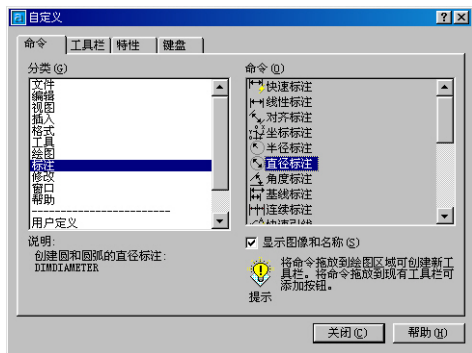 自定义
命令 工具栏 特性 键盘
分类(G)
文件
编辑
视图
插入
格式
工具
绘图
标注
修改
窗口
帮助
------------------------
用户定义
命令(O)
快速标注
线性标注
对齐标注
坐标标注
半径标注
直径标注
角度标注
基线标注
连续标注
快速引线
说明:
创建圆和圆弧的直径标注:
DIMDIAMETER
显示图像和名称(S)
将命令拖放到绘图区域可创建新工
具栏。将命令拖放到现有工具栏可
添加按钮。
提示
关闭(C) 帮助(H)